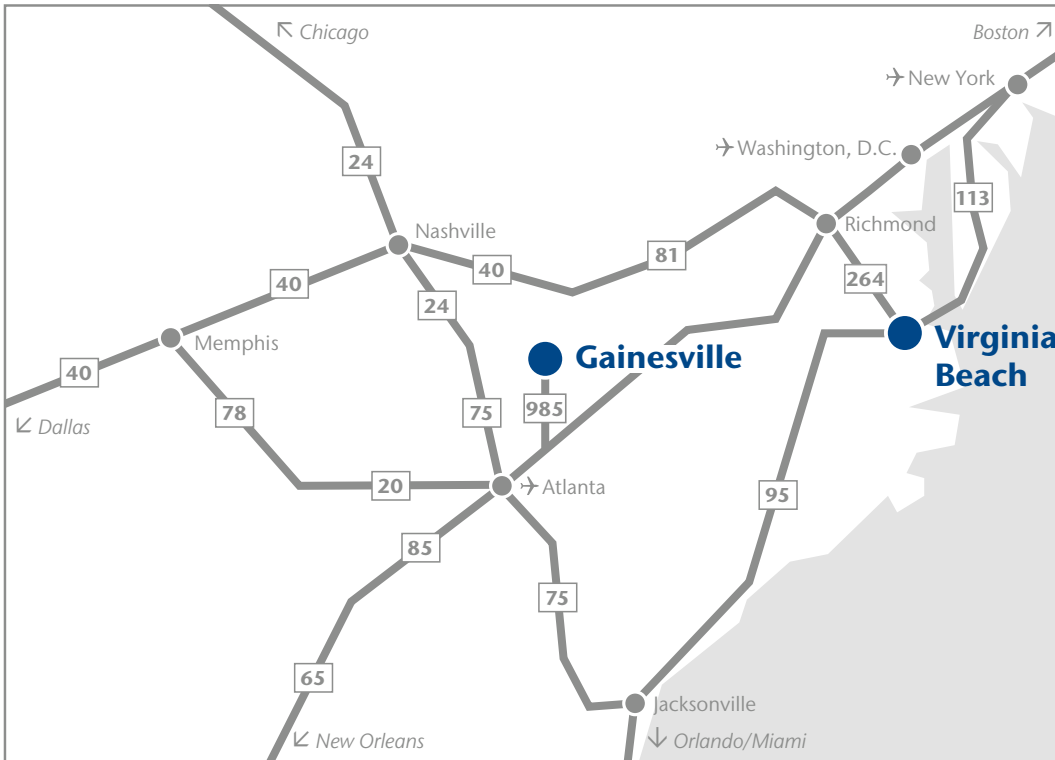 ↖ Chicago
Boston ↗
✈ New York
✈ Washington, D.C.
24
113
Richmond
Nashville
81
40
264
40
24
Virginia
Beach
Memphis
Gainesville
40
985
78
75
↙ Dallas
20
✈ Atlanta
95
85
75
65
Jacksonville
↙ New Orleans
↓ Orlando/Miami